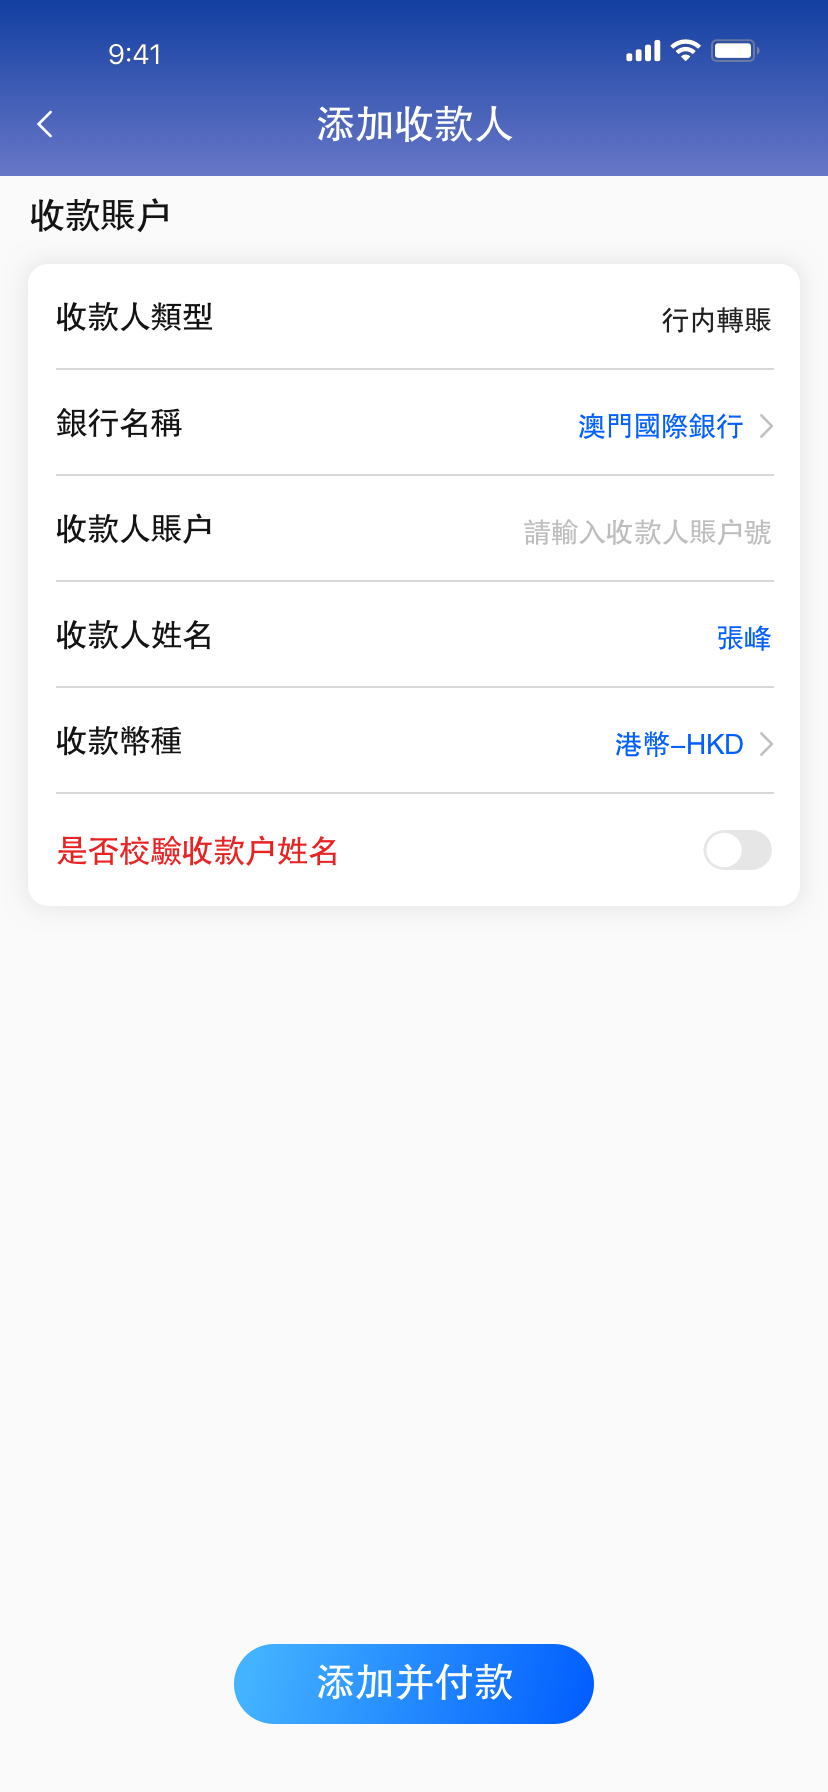 9:41
添加收款人
收款賬户
收款人類型
行内轉賬
銀行名稱
澳門國際銀行
收款人賬户
請輸入收款人賬户號
收款人姓名
張峰
收款幣種
港幣–HKD
是否校驗收款户姓名
添加并付款